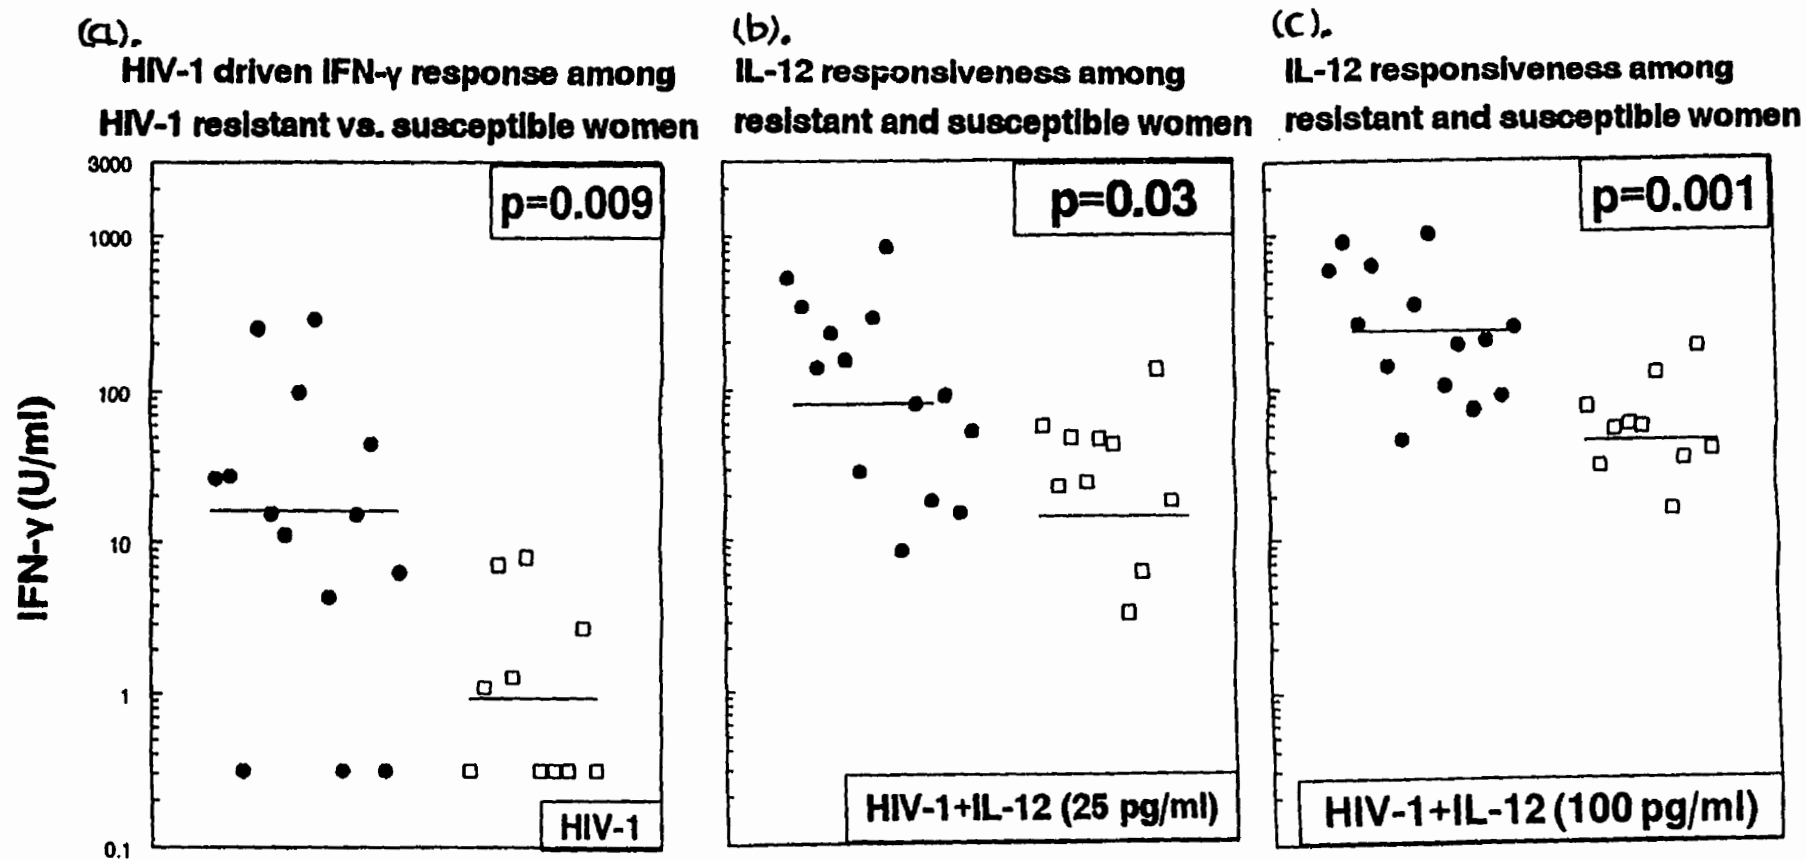 (a).
HIV-1 driven IFN-γ response among
HIV-1 resistant vs. susceptible women
(b).
IL-12 responsiveness among
resistant and susceptible women
(c).
IL-12 responsiveness among
resistant and susceptible women
IFN-γ (U/ml)
3000
1000
100
10
1
0.1
p=0.009
HIV-1
p=0.03
HIV-1+IL-12 (25 pg/ml)
p=0.001
HIV-1+IL-12 (100 pg/ml)